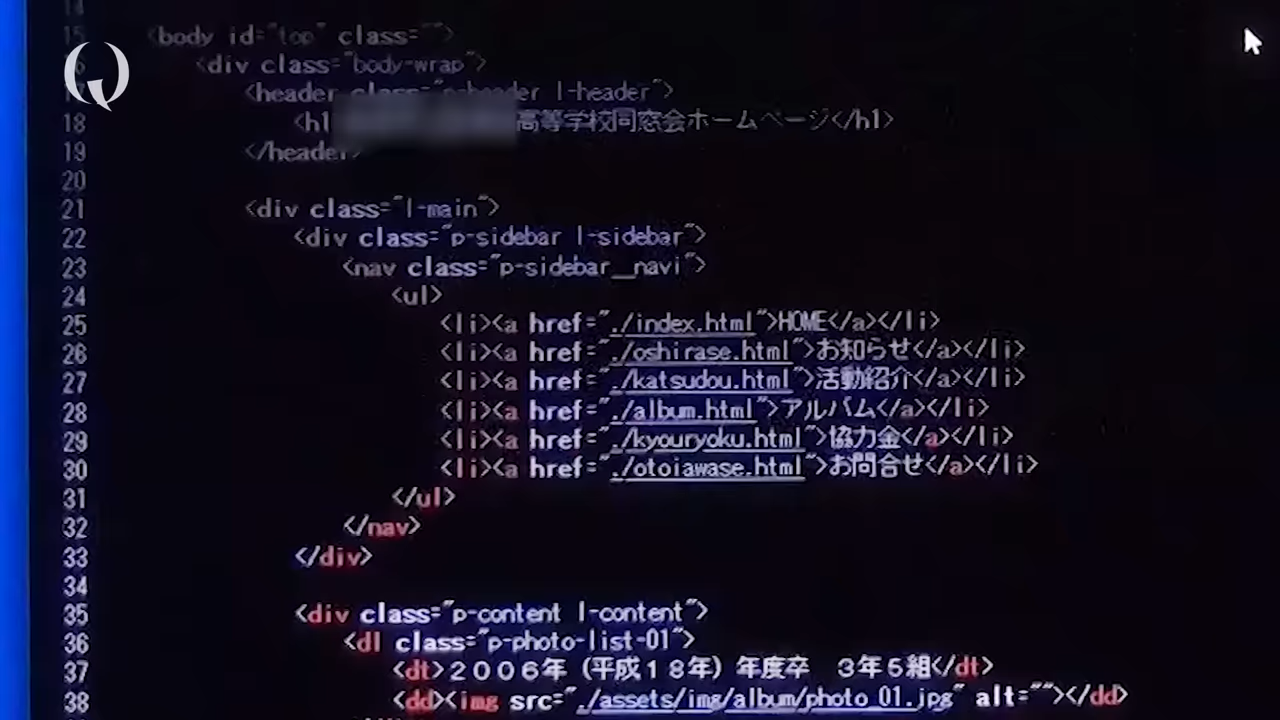 14
15 <body id="top" class="">
16 <div class="body-wrap">
17 <header class="p-header l-header">
18 <h1 高等学校同窓会ホームページ</h1>
19 </header>
20
21 <div class="l-main">
22 <div class="p-sidebar l-sidebar">
23 <nav class="p-sidebar__navi">
24 <ul>
25 <li><a href="./index.html">HOME</a></li>
26 <li><a href="./oshirase.html">お知らせ</a></li>
27 <li><a href="./katsudou.html">活動紹介</a></li>
28 <li><a href="./album.html">アルバム</a></li>
29 <li><a href="./kyouryoku.html">協力金</a></li>
30 <li><a href="./otoiawase.html">お問合せ</a></li>
31 </ul>
32 </nav>
33 </div>
34
35 <div class="p-content l-content">
36 <dl class="p-photo-list-01">
37 <dt>２００６年（平成１８年）年度卒　３年５組</dt>
38 <dd><img src="./assets/img/album/photo_01.jpg" alt=""></dd>